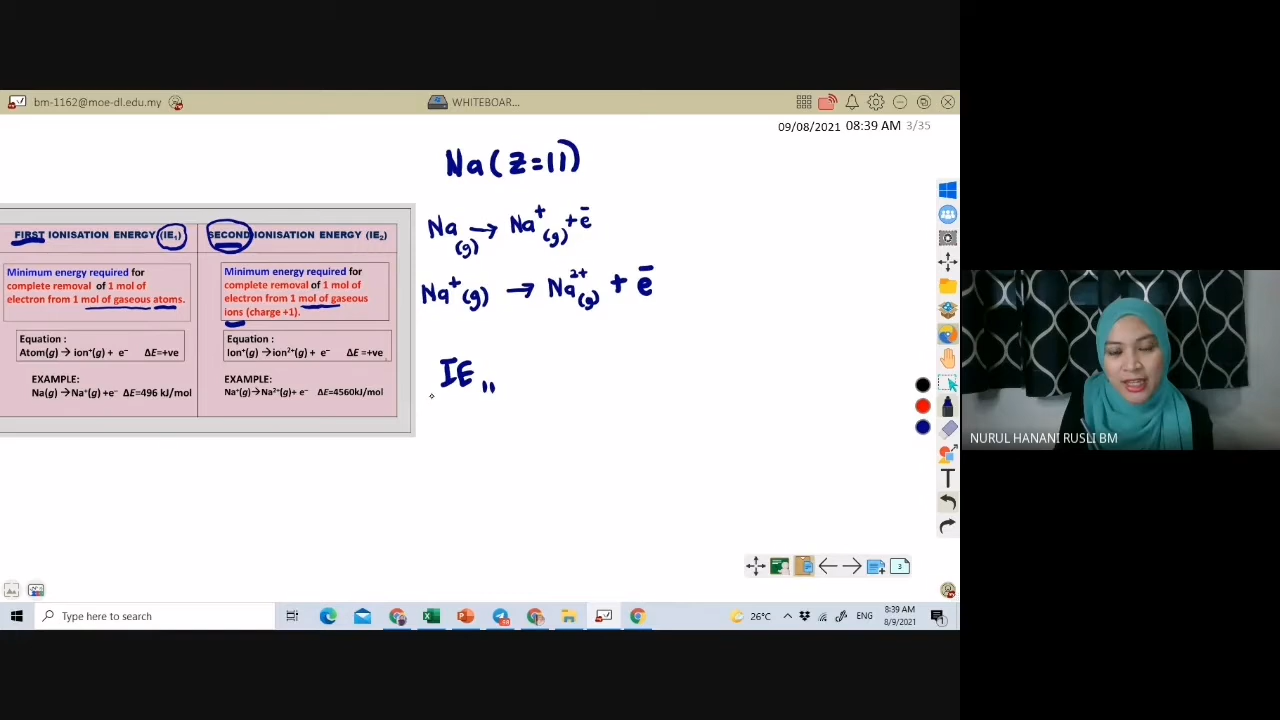 bm-1162@moe-dl.edu.my
WHITEBOAR...
09/08/2021 08:39 AM 3/35
Na (Z=11)
Na (g) → Na⁺ (g) + e⁻
Na⁺(g) → Na²⁺ (g) + e⁻
IE₁₁
FIRST IONISATION ENERGY (IE₁)
Minimum energy required for
complete removal of 1 mol of
electron from 1 mol of gaseous atoms.
Equation :
Atom(g) → ion⁺(g) + e⁻ ΔE=+ve
EXAMPLE:
Na(g)→Na⁺(g) +e⁻ ΔE=496 kJ/mol
SECOND IONISATION ENERGY (IE₂)
Minimum energy required for
complete removal of 1 mol of
electron from 1 mol of gaseous
ions (charge +1).
Equation :
Ion⁺(g) → ion²⁺(g) + e⁻ ΔE =+ve
EXAMPLE:
Na⁺(g)→Na²⁺(g)+ e⁻ ΔE=4560kJ/mol
NURUL HANANI RUSLI BM
T
3
Type here to search
26°C
ENG
8:39 AM
8/9/2021
1